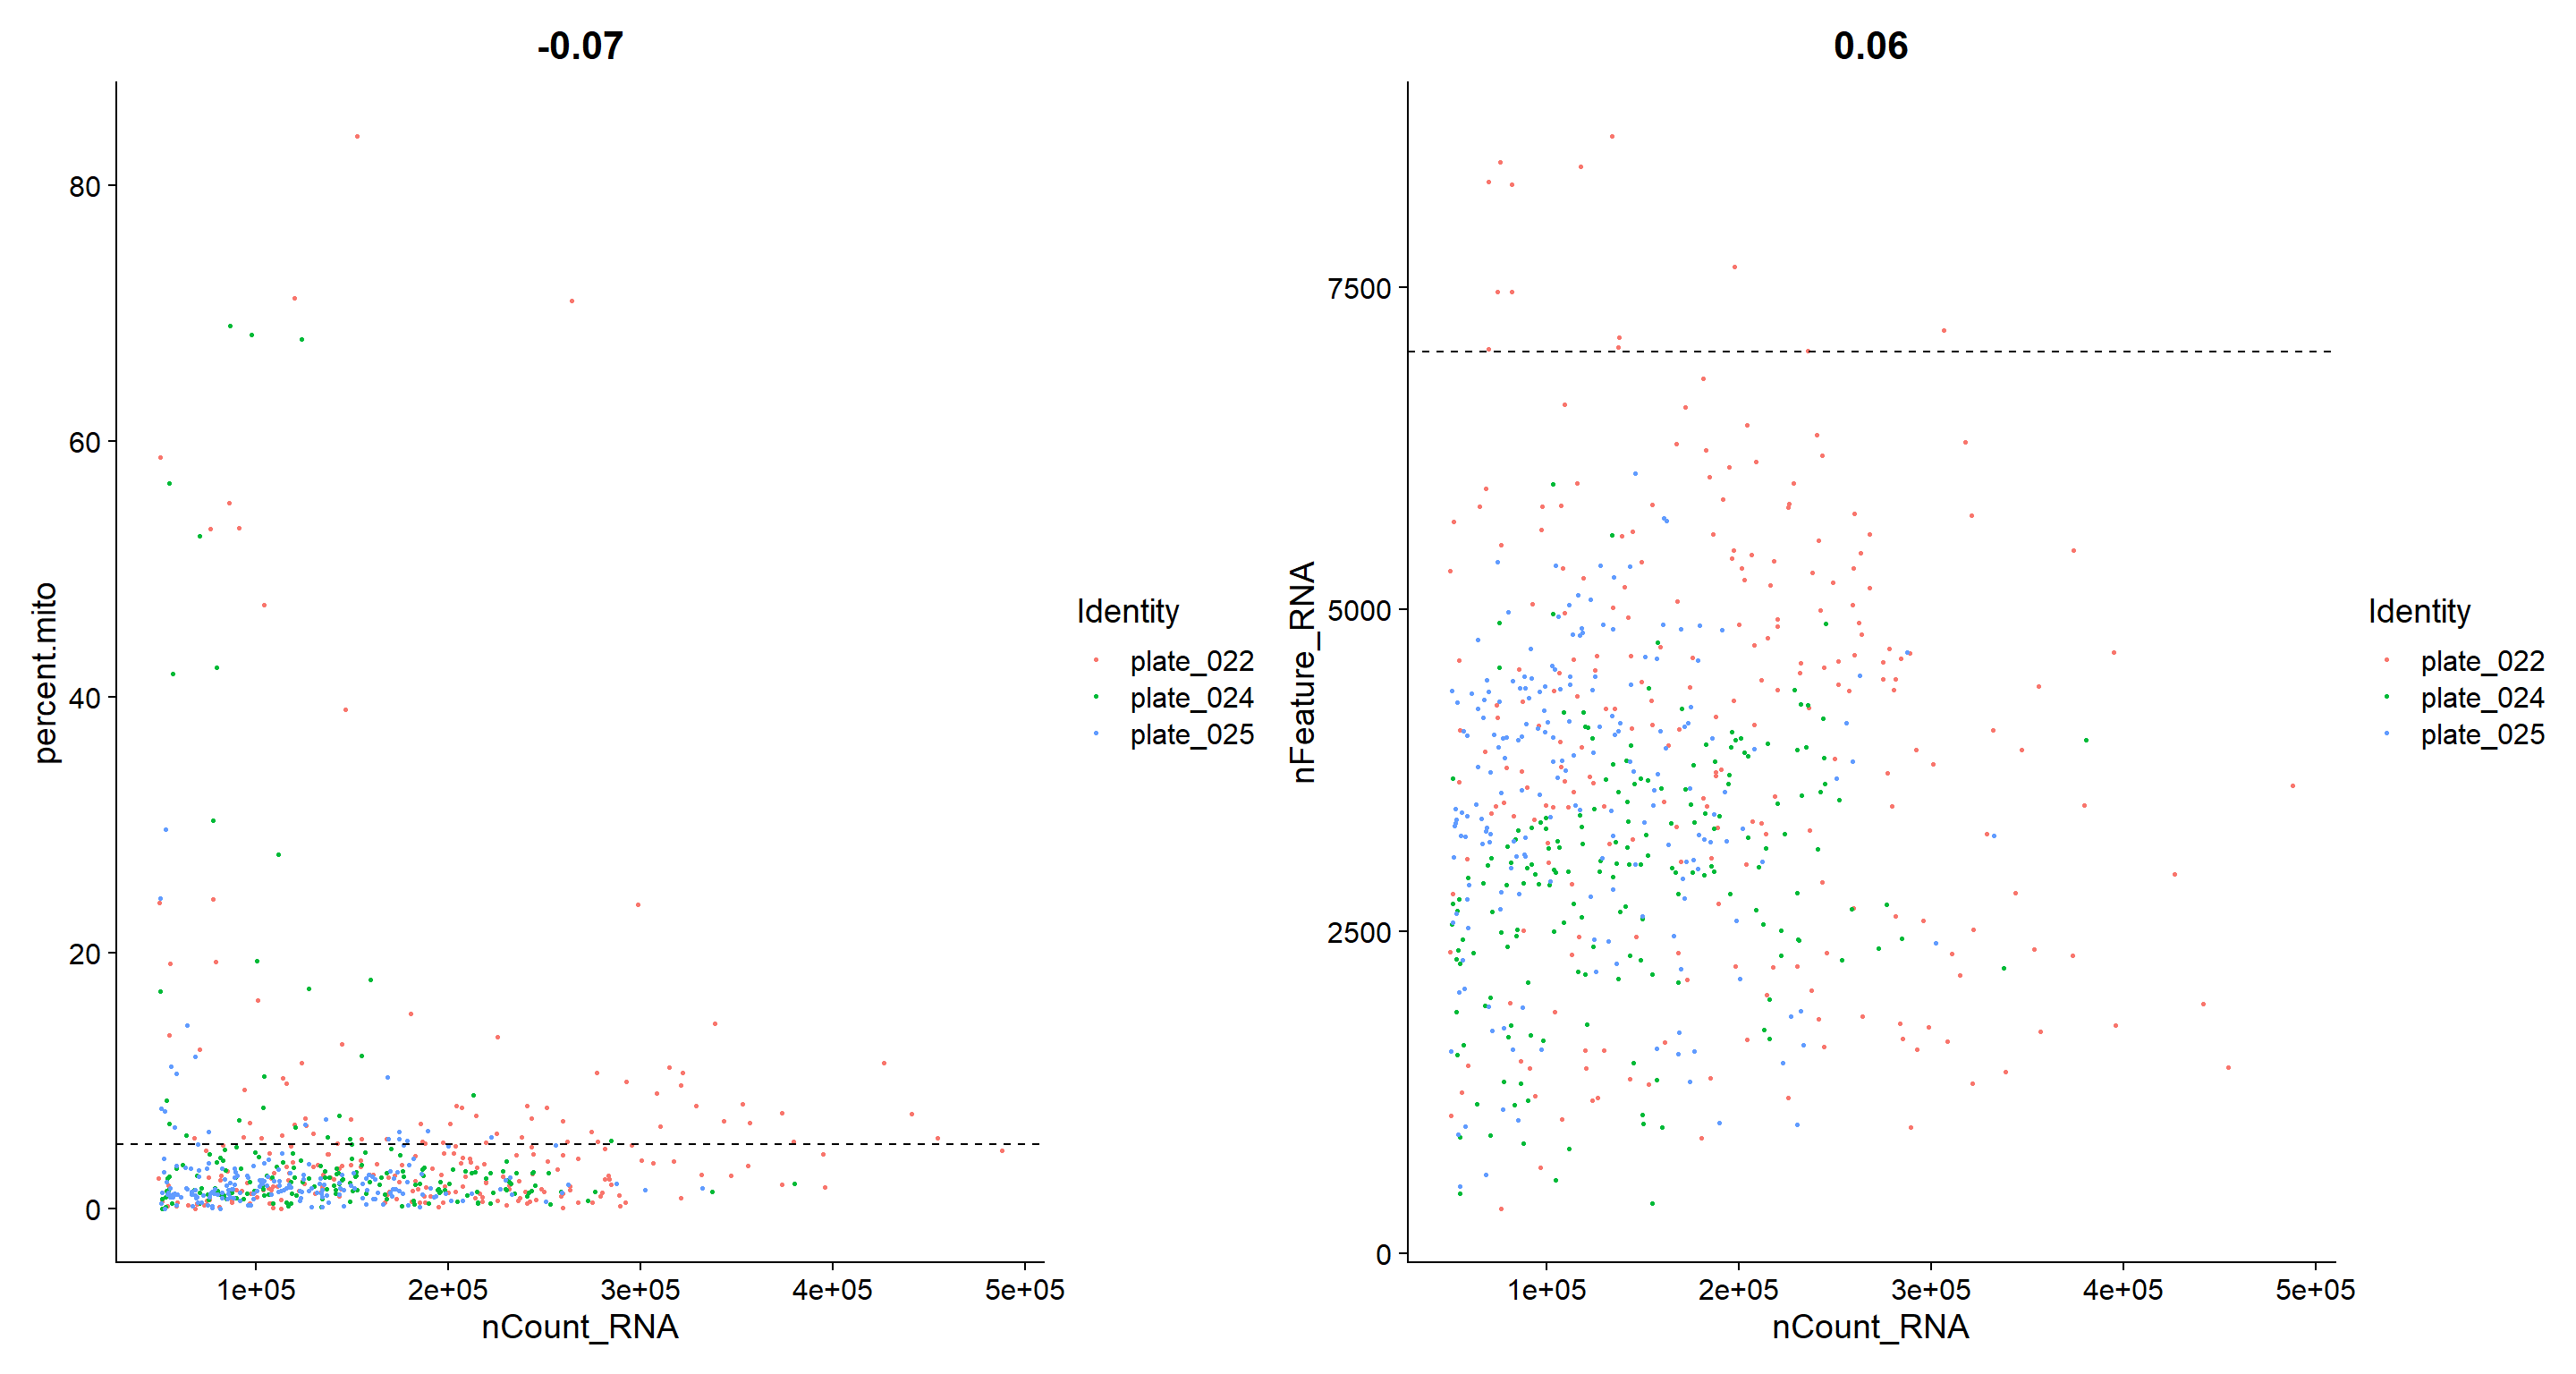 -0.07
percent.mito
80
60
40
20
0
1e+05 2e+05 3e+05 4e+05 5e+05
nCount_RNA
Identity
plate_022
plate_024
plate_025
0.06
nFeature_RNA
7500
5000
2500
0
1e+05 2e+05 3e+05 4e+05 5e+05
nCount_RNA
Identity
plate_022
plate_024
plate_025